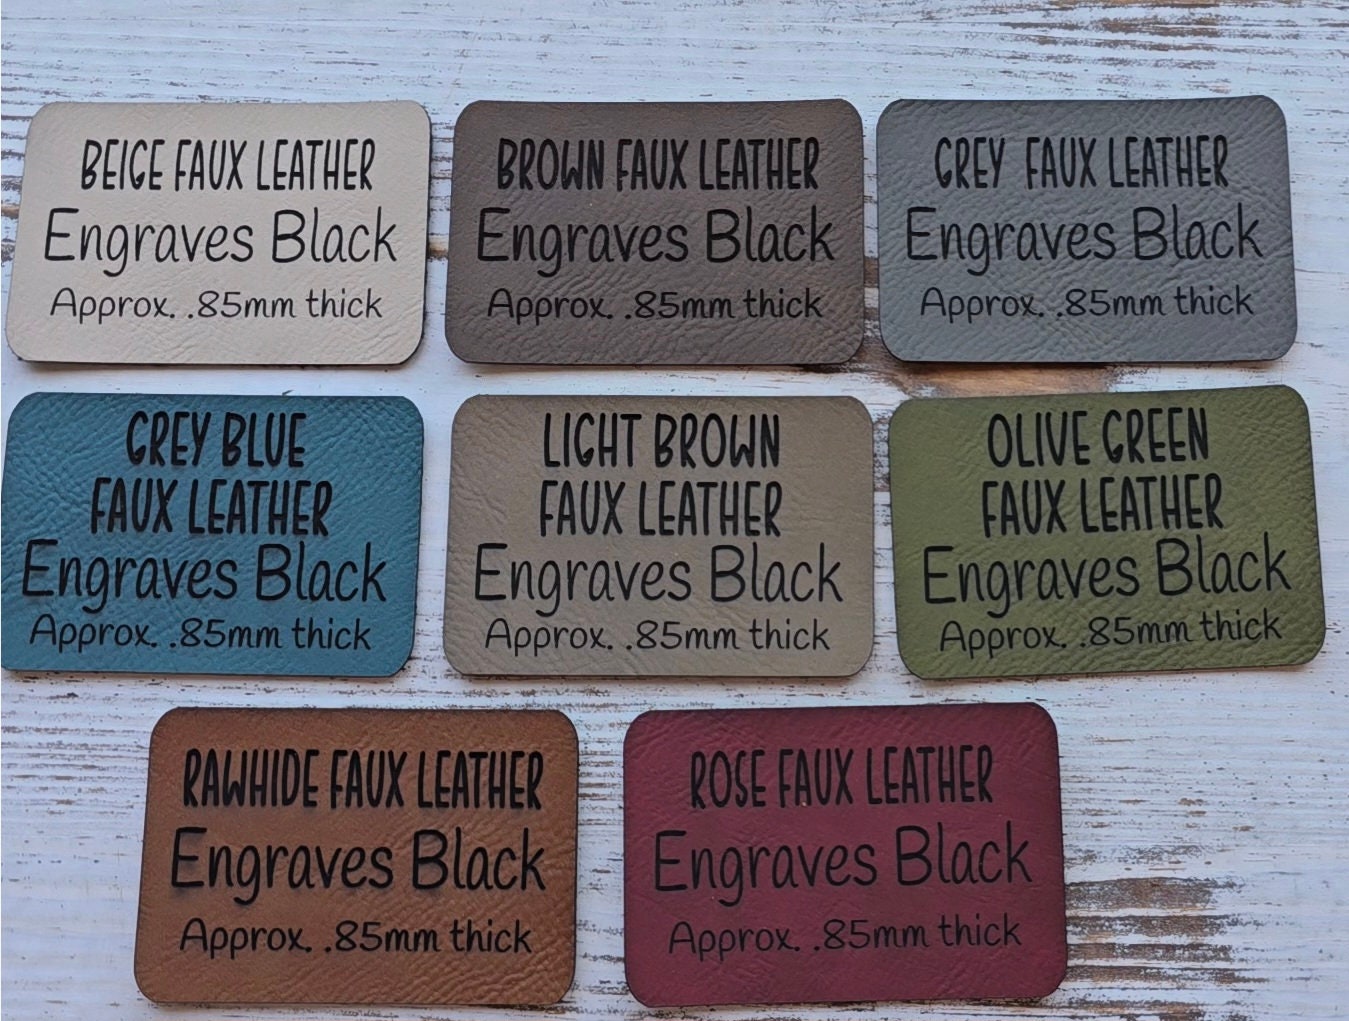 BEIGE FAUX LEATHER
Engraves Black
Approx. .85mm thick
BROWN FAUX LEATHER
Engraves Black
Approx. .85mm thick
GREY FAUX LEATHER
Engraves Black
Approx. .85mm thick
GREY BLUE
FAUX LEATHER
Engraves Black
Approx. .85mm thick
LIGHT BROWN
FAUX LEATHER
Engraves Black
Approx. .85mm thick
OLIVE GREEN
FAUX LEATHER
Engraves Black
Approx. .85mm thick
RAWHIDE FAUX LEATHER
Engraves Black
Approx. .85mm thick
ROSE FAUX LEATHER
Engraves Black
Approx. .85mm thick